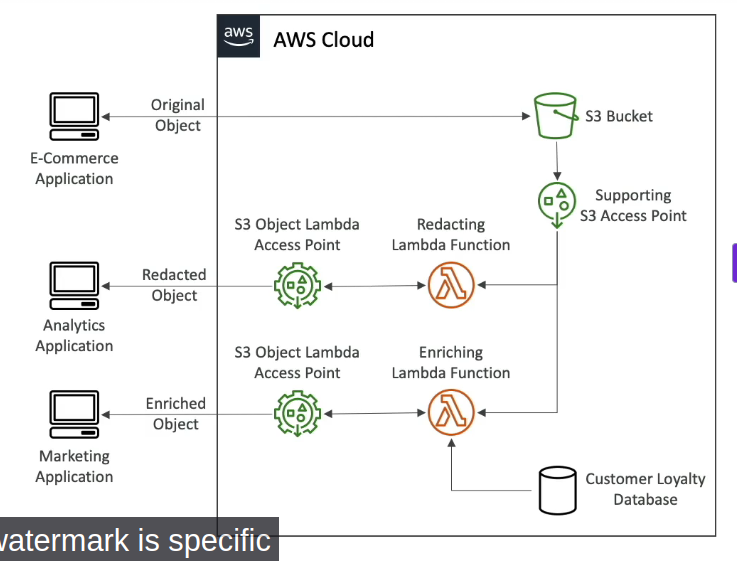 aws
AWS Cloud
Original
Object
S3 Bucket
E-Commerce
Application
Supporting
S3 Access Point
S3 Object Lambda
Access Point
Redacting
Lambda Function
Redacted
Object
Analytics
Application
S3 Object Lambda
Access Point
Enriching
Lambda Function
Enriched
Object
Marketing
Application
Customer Loyalty
Database
watermark is specific